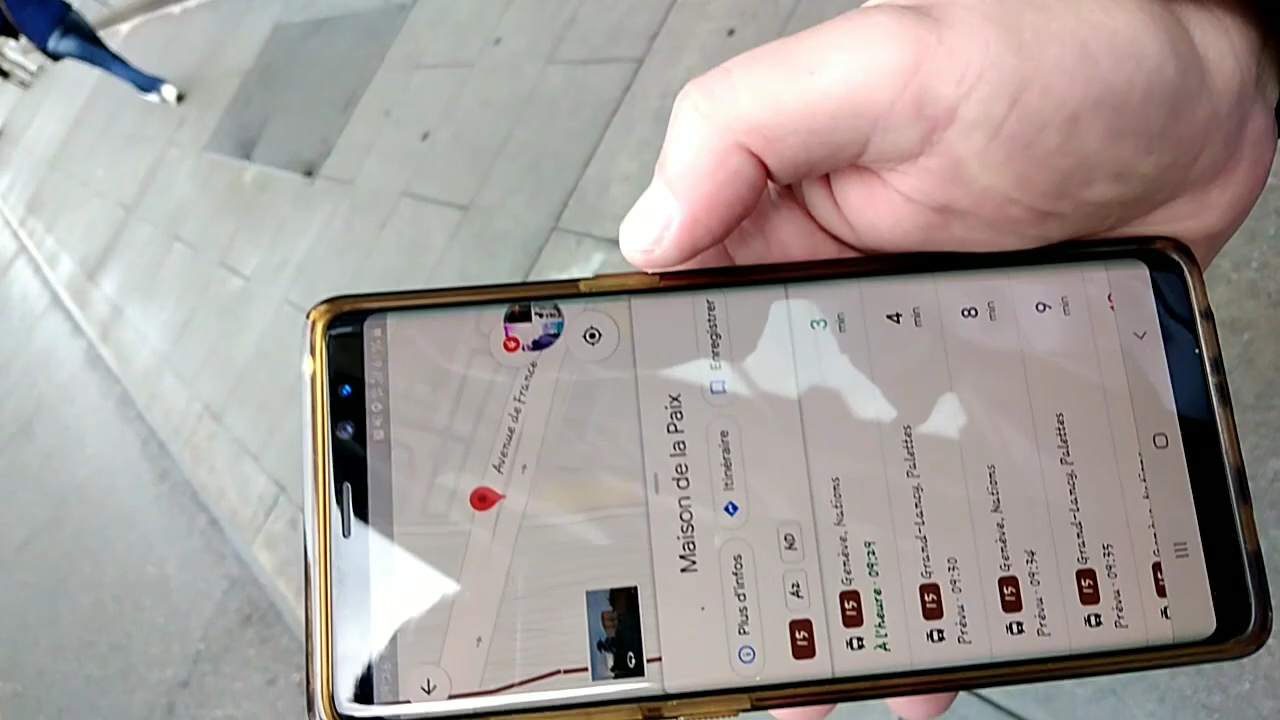 Avenue de France
Maison de la Paix
Plus d'infos
Itinéraire
Enregistrer
15
A2
ND
15 Genève, Nations
3 min
À l'heure · 09:29
15 Grand-Lancy, Palettes
4 min
Prévu · 09:30
15 Genève, Nations
8 min
Prévu · 09:34
15 Grand-Lancy, Palettes
9 min
Prévu · 09:35
15